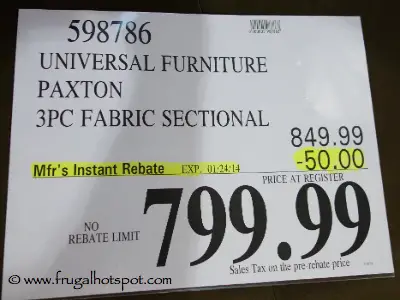 598786
UNIVERSAL FURNITURE
PAXTON
3PC FABRIC SECTIONAL
849.99
Mfr's Instant Rebate EXP. 01/24/14 -50.00
PRICE AT REGISTER
NO
REBATE LIMIT
799.99
Sales Tax on the pre-rebate price
© www.frugalhotspot.com